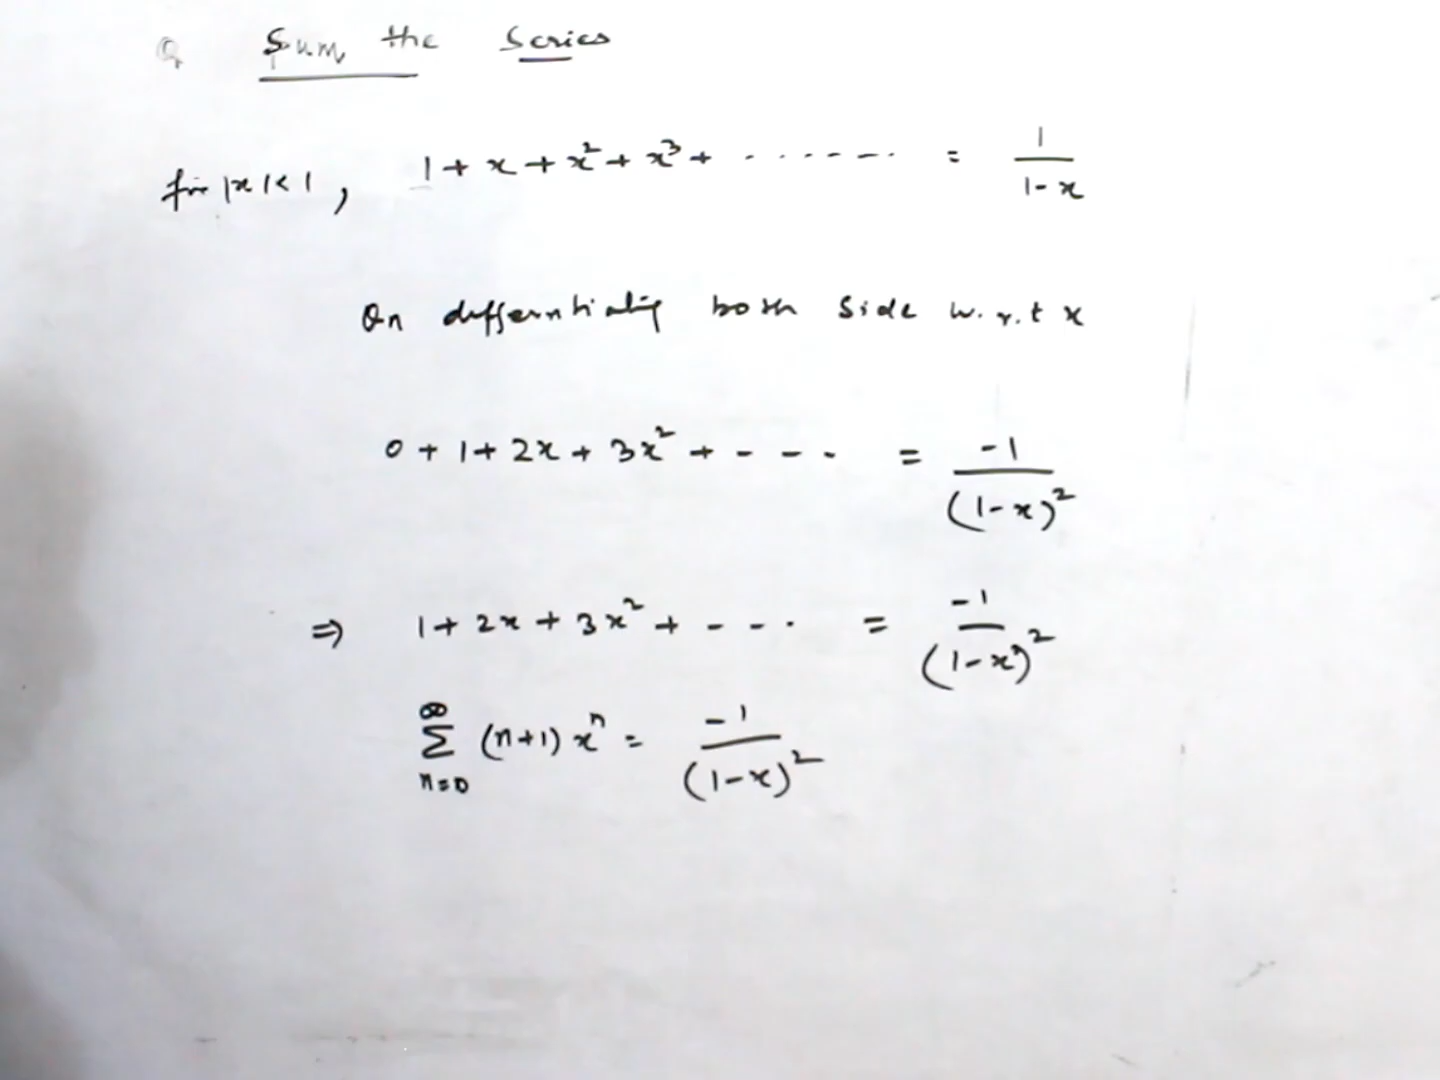 Q Sum the Series
for |x|<1, 1 + x + x² + x³ + ........ = 1/(1-x)
On differntiating both side w.r.t x
0 + 1 + 2x + 3x² + - - - = -1/(1-x)²
⇒ 1 + 2x + 3x² + - - - = -1/(1-x)²
∑_{n=0}^{∞} (n+1) xⁿ = -1/(1-x)²